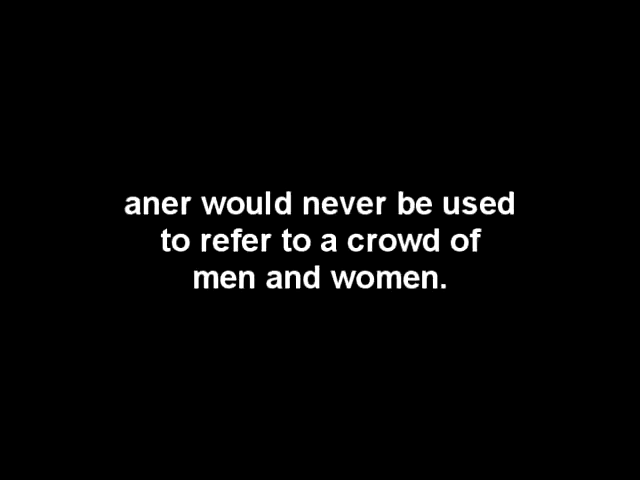 aner would never be used
to refer to a crowd of
men and women.